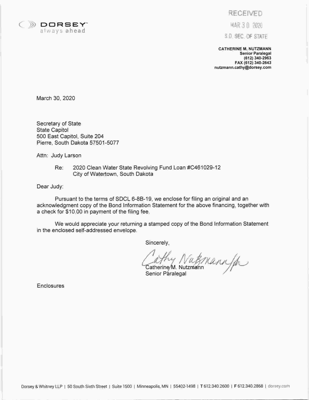 RECEIVED
MAR 30 2020
S.D. SEC. OF STATE
DORSEY™
always ahead
CATHERINE M. NUTZMANN
Senior Paralegal
(612) 340-2983
FAX (612) 340-2643
nutzmann.cathy@dorsey.com
March 30, 2020
Secretary of State
State Capitol
500 East Capitol, Suite 204
Pierre, South Dakota 57501-5077
Attn: Judy Larson
Re: 2020 Clean Water State Revolving Fund Loan #C461029-12
City of Watertown, South Dakota
Dear Judy:
Pursuant to the terms of SDCL 6-8B-19, we enclose for filing an original and an
acknowledgment copy of the Bond Information Statement for the above financing, together with
a check for $10.00 in payment of the filing fee.
We would appreciate your returning a stamped copy of the Bond Information Statement
in the enclosed self-addressed envelope.
Sincerely,
Cathy Nutzmann
Catherine M. Nutzmann
Senior Paralegal
Enclosures
Dorsey & Whitney LLP | 50 South Sixth Street | Suite 1500 | Minneapolis, MN | 55402-1498 | T 612.340.2600 | F 612.340.2868 | dorsey.com